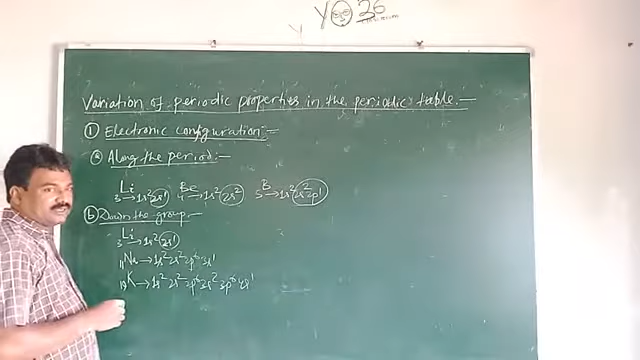 Variation of periodic properties in the periodic table :-
① Electronic configuration :-
ⓐ Along the period :-
₃Li → 1s² 2s¹ ₄Be → 1s² 2s² ₅B → 1s² 2s² 2p¹
ⓑ Down the group :-
₃Li → 1s² 2s¹
₁₁Na → 1s² 2s² 2p⁶ 3s¹
₁₉K → 1s² 2s² 2p⁶ 3s² 3p⁶ 4s¹